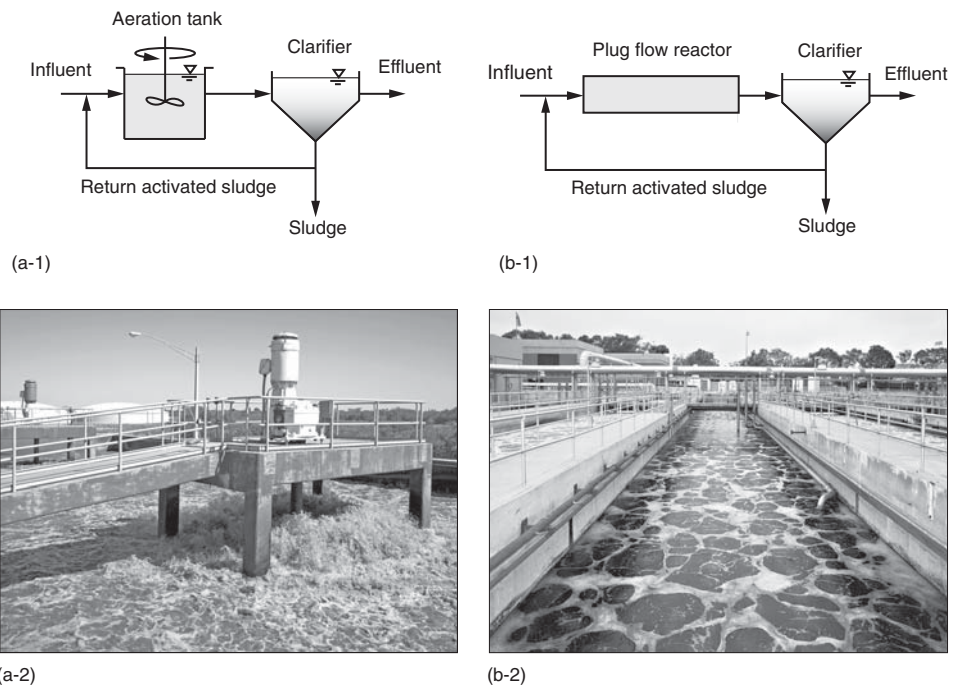 Aeration tank
Influent
Clarifier
Effluent
Return activated sludge
Sludge
(a-1)
Plug flow reactor
Influent
Clarifier
Effluent
Return activated sludge
Sludge
(b-1)
(a-2)
(b-2)